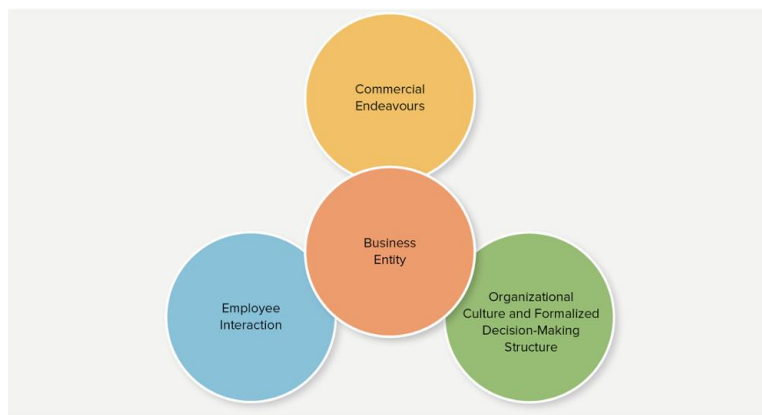 Commercial
Endeavours
Business
Entity
Employee
Interaction
Organizational
Culture and Formalized
Decision-Making
Structure